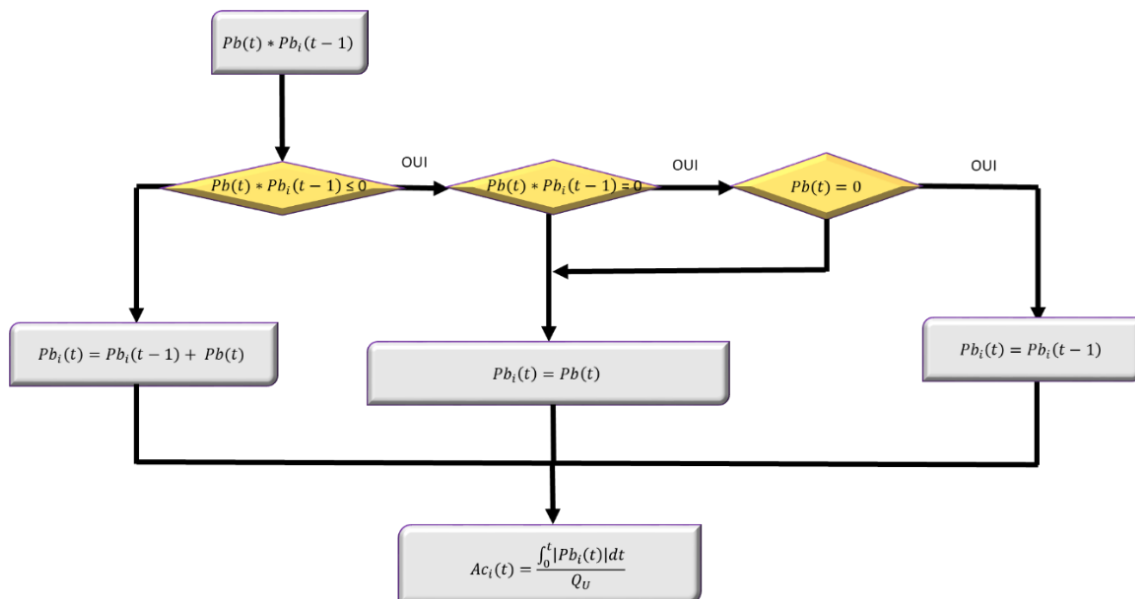 Pb(t) ∗ Pb_i(t − 1)
OUI
OUI
OUI
Pb(t) ∗ Pb_i(t − 1) ≤ 0
Pb(t) ∗ Pb_i(t − 1) = 0
Pb(t) = 0
Pb_i(t) = Pb_i(t − 1) + Pb(t)
Pb_i(t) = Pb(t)
Pb_i(t) = Pb_i(t − 1)
Ac_i(t) = ∫_0^t |Pb_i(t)|dt / Q_U